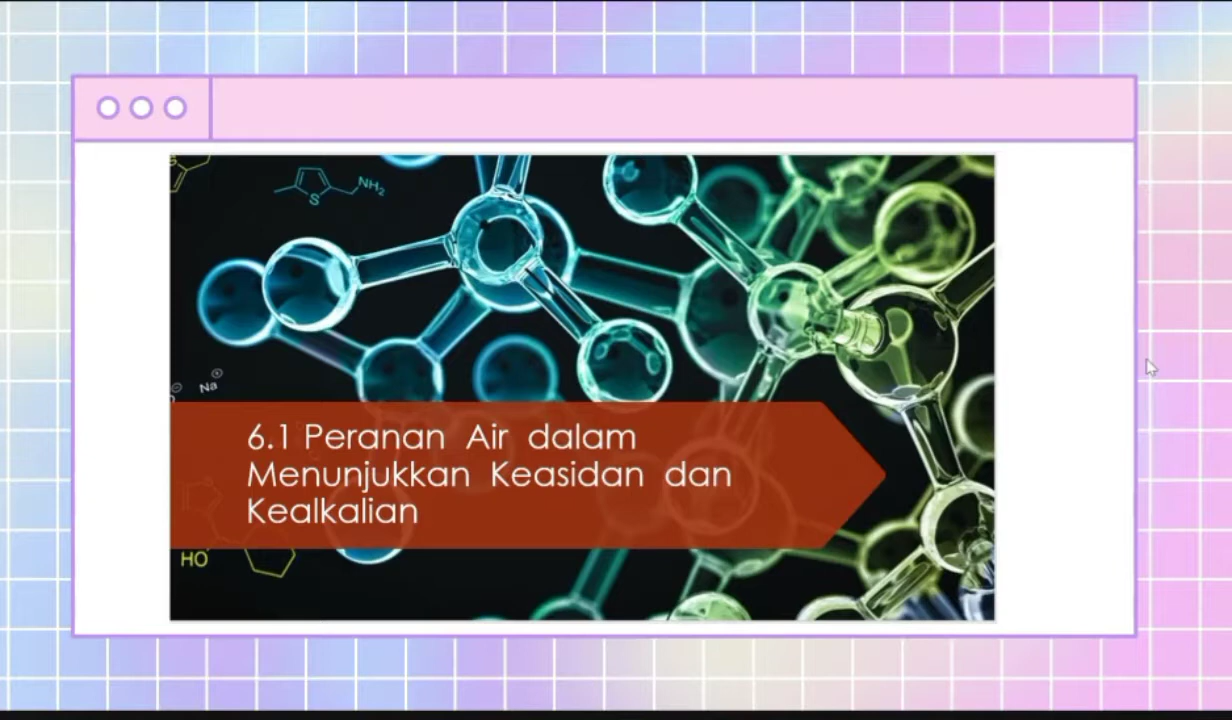 S
NH2
S
Na
6.1 Peranan Air dalam
Menunjukkan Keasidan dan
Kealkalian
HO